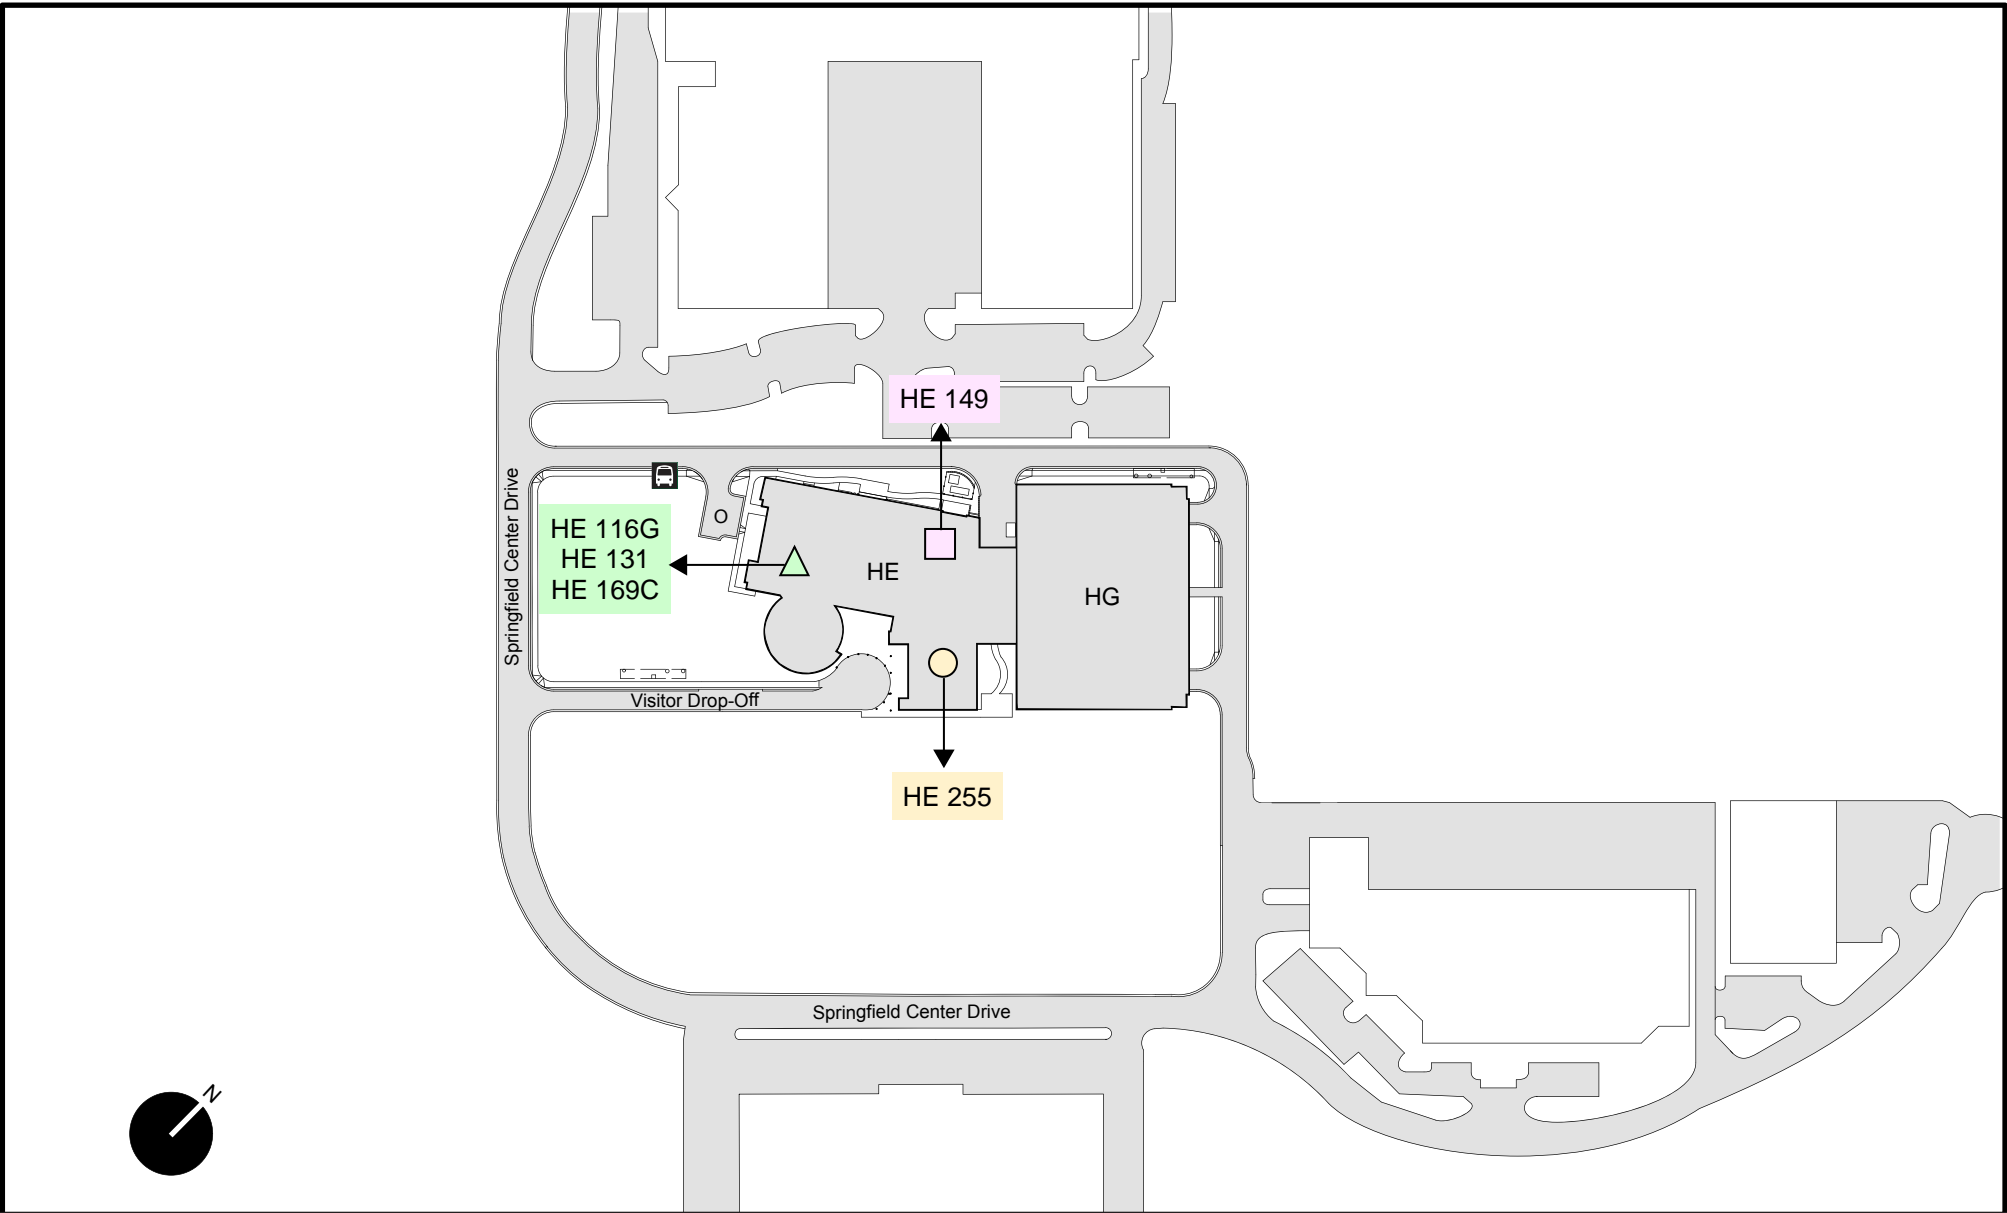 HE 149
Springfield Center Drive
O
HE 116G
HE 131
HE 169C
HE
HG
Visitor Drop-Off
HE 255
Springfield Center Drive
N